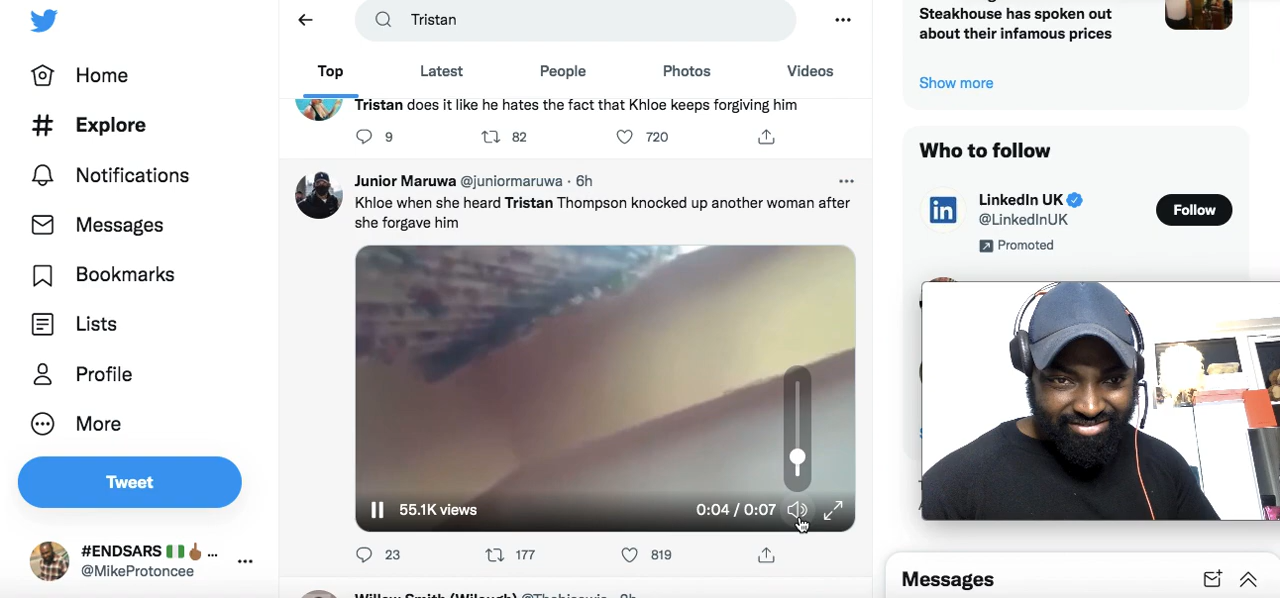 Home
Explore
Notifications
Messages
Bookmarks
Lists
Profile
More
Tweet
#ENDSARS 🇳🇬🖕🏾 ...
@MikeProtoncee
Tristan
Top Latest People Photos Videos
Tristan does it like he hates the fact that Khloe keeps forgiving him
9 82 720
Junior Maruwa @juniormaruwa · 6h
Khloe when she heard Tristan Thompson knocked up another woman after
she forgave him
55.1K views 0:04 / 0:07
23 177 819
Steakhouse has spoken out
about their infamous prices
Show more
Who to follow
LinkedIn UK
@LinkedInUK
Promoted
Follow
in
Messages